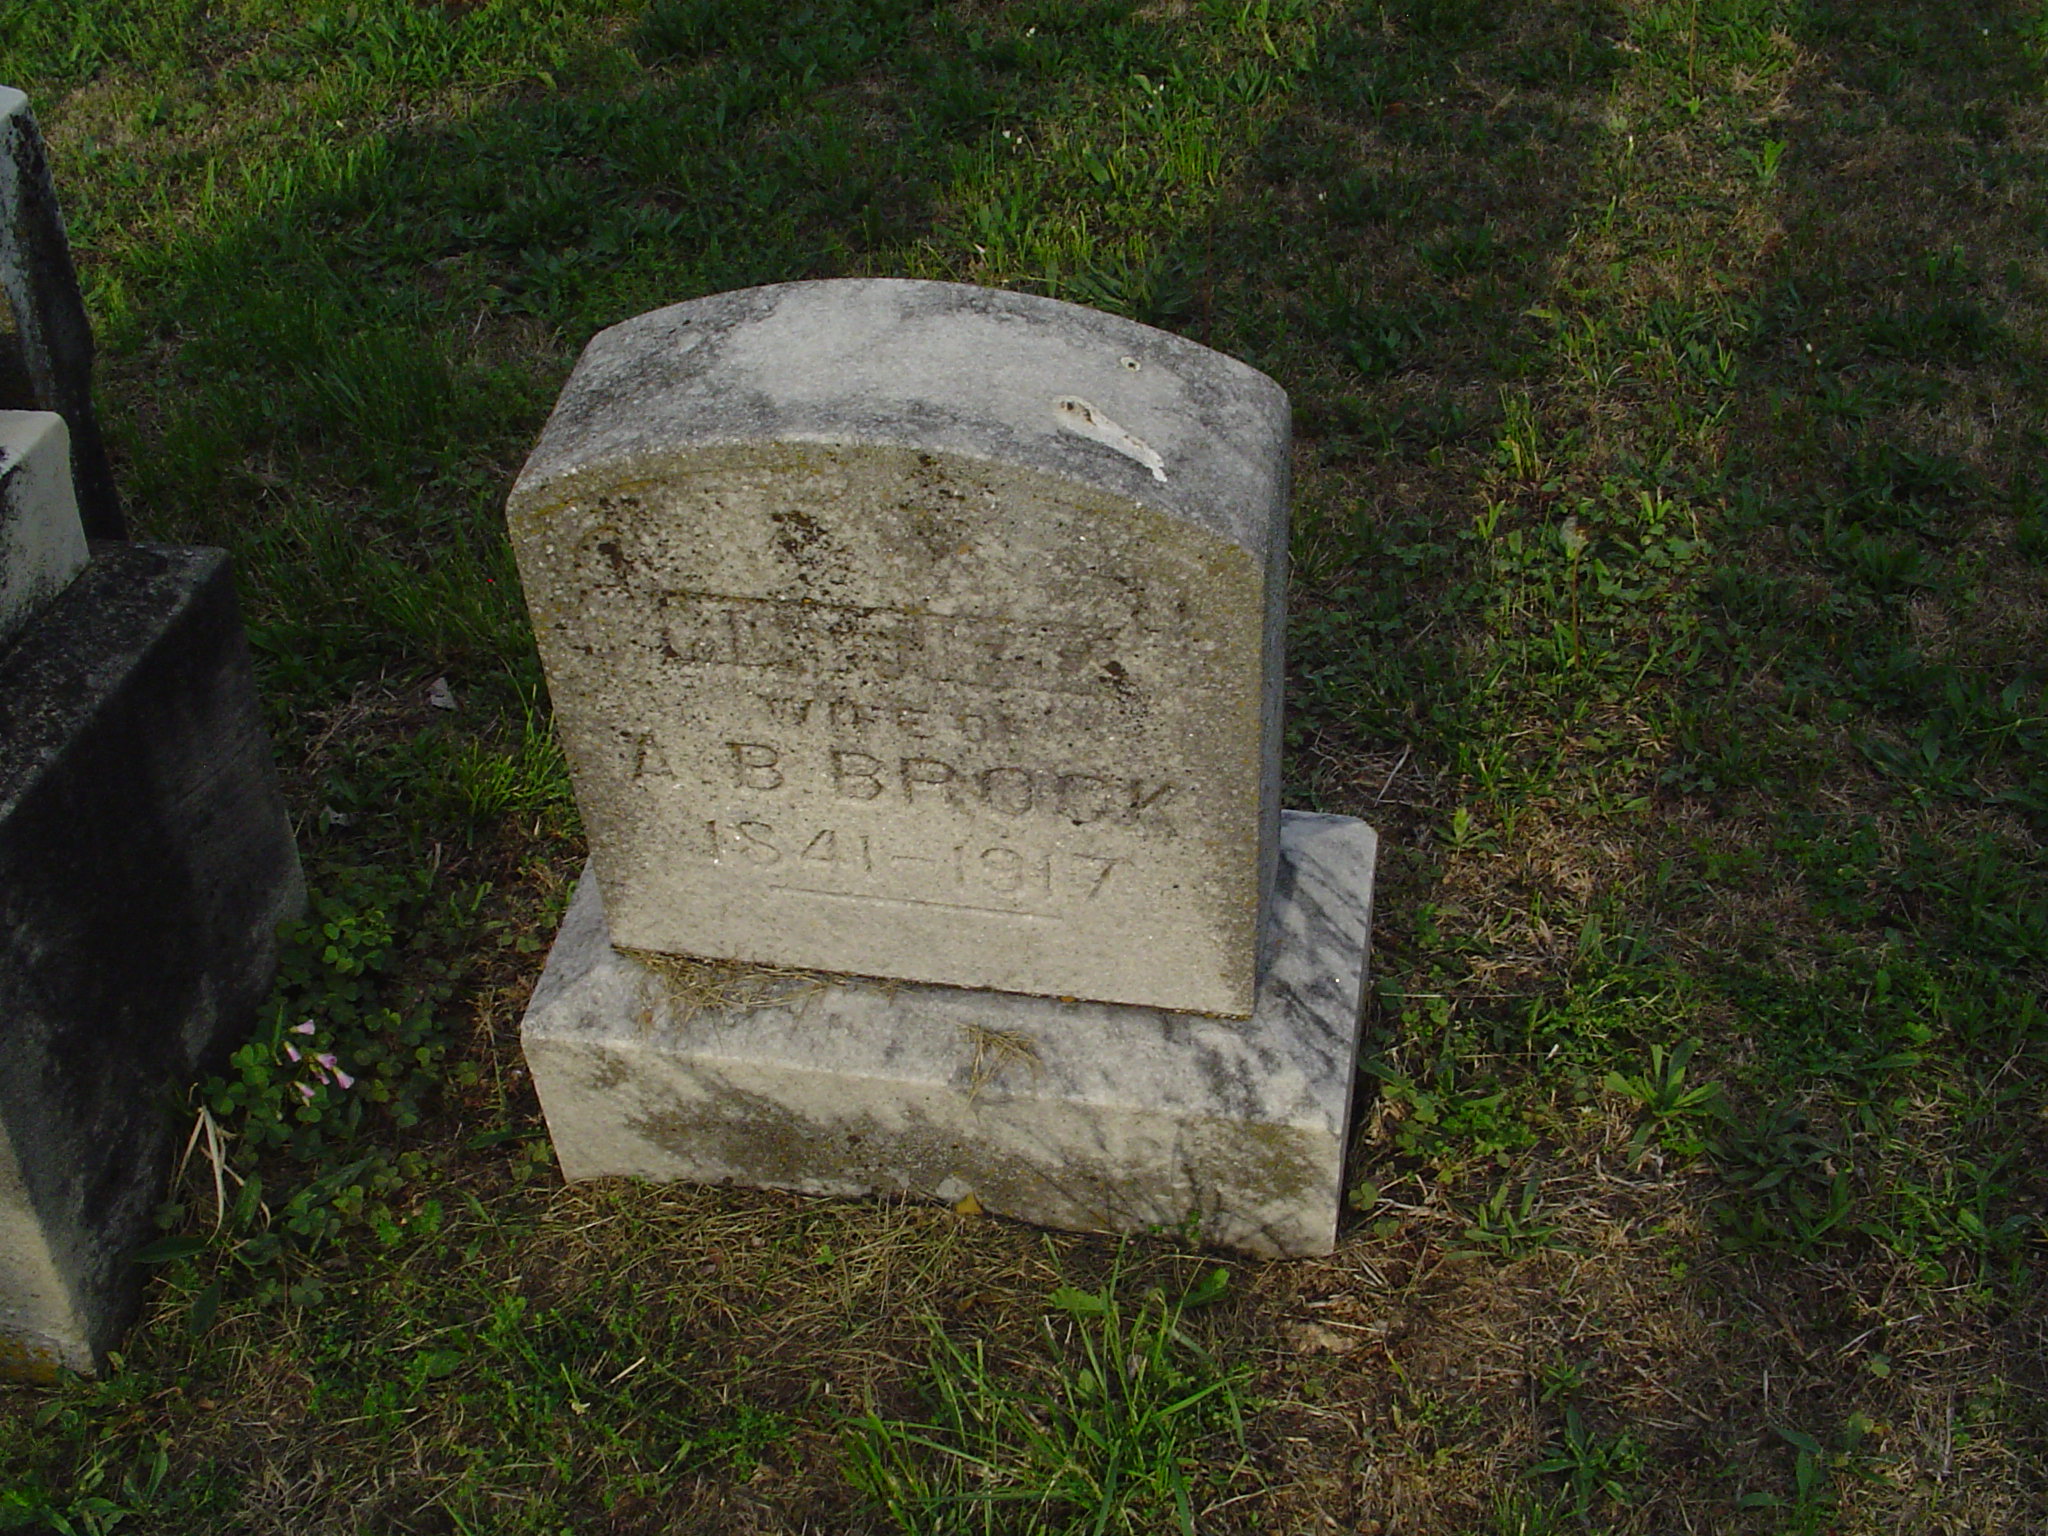 WIFE OF
A. B. BROCK
1841 – 1917